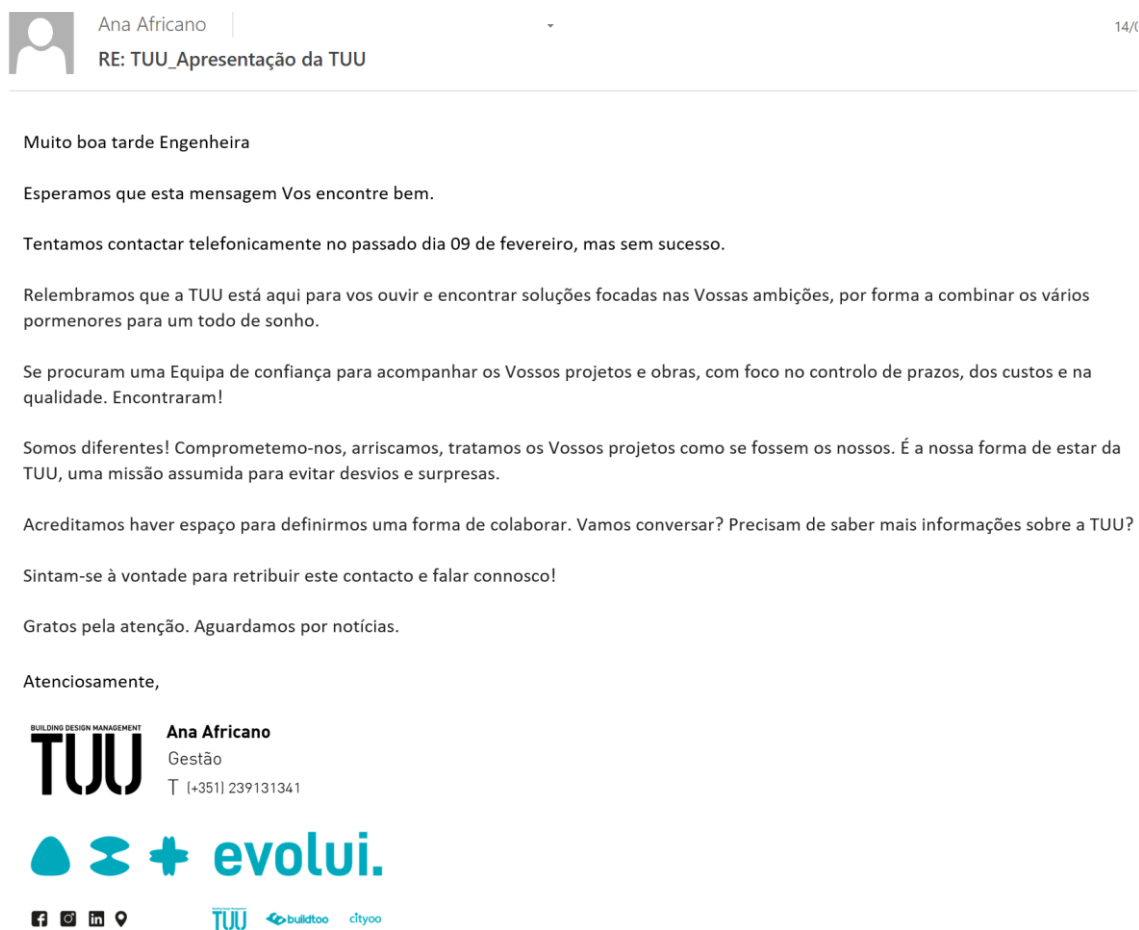 Ana Africano
14/0
RE: TUU_Apresentação da TUU
Muito boa tarde Engenheira
Esperamos que esta mensagem Vos encontre bem.
Tentamos contactar telefonicamente no passado dia 09 de fevereiro, mas sem sucesso.
Relembramos que a TUU está aqui para vos ouvir e encontrar soluções focadas nas Vossas ambições, por forma a combinar os vários
pormenores para um todo de sonho.
Se procuram uma Equipa de confiança para acompanhar os Vossos projetos e obras, com foco no controlo de prazos, dos custos e na
qualidade. Encontraram!
Somos diferentes! Comprometemo-nos, arriscamos, tratamos os Vossos projetos como se fossem os nossos. É a nossa forma de estar da
TUU, uma missão assumida para evitar desvios e surpresas.
Acreditamos haver espaço para definirmos uma forma de colaborar. Vamos conversar? Precisam de saber mais informações sobre a TUU?
Sintam-se à vontade para retribuir este contacto e falar connosco!
Gratos pela atenção. Aguardamos por notícias.
Atenciosamente,
BUILDING DESIGN MANAGEMENT
TUU
Ana Africano
Gestão
T (+351) 239131341
evolui.
TUU buildtoo cityoo